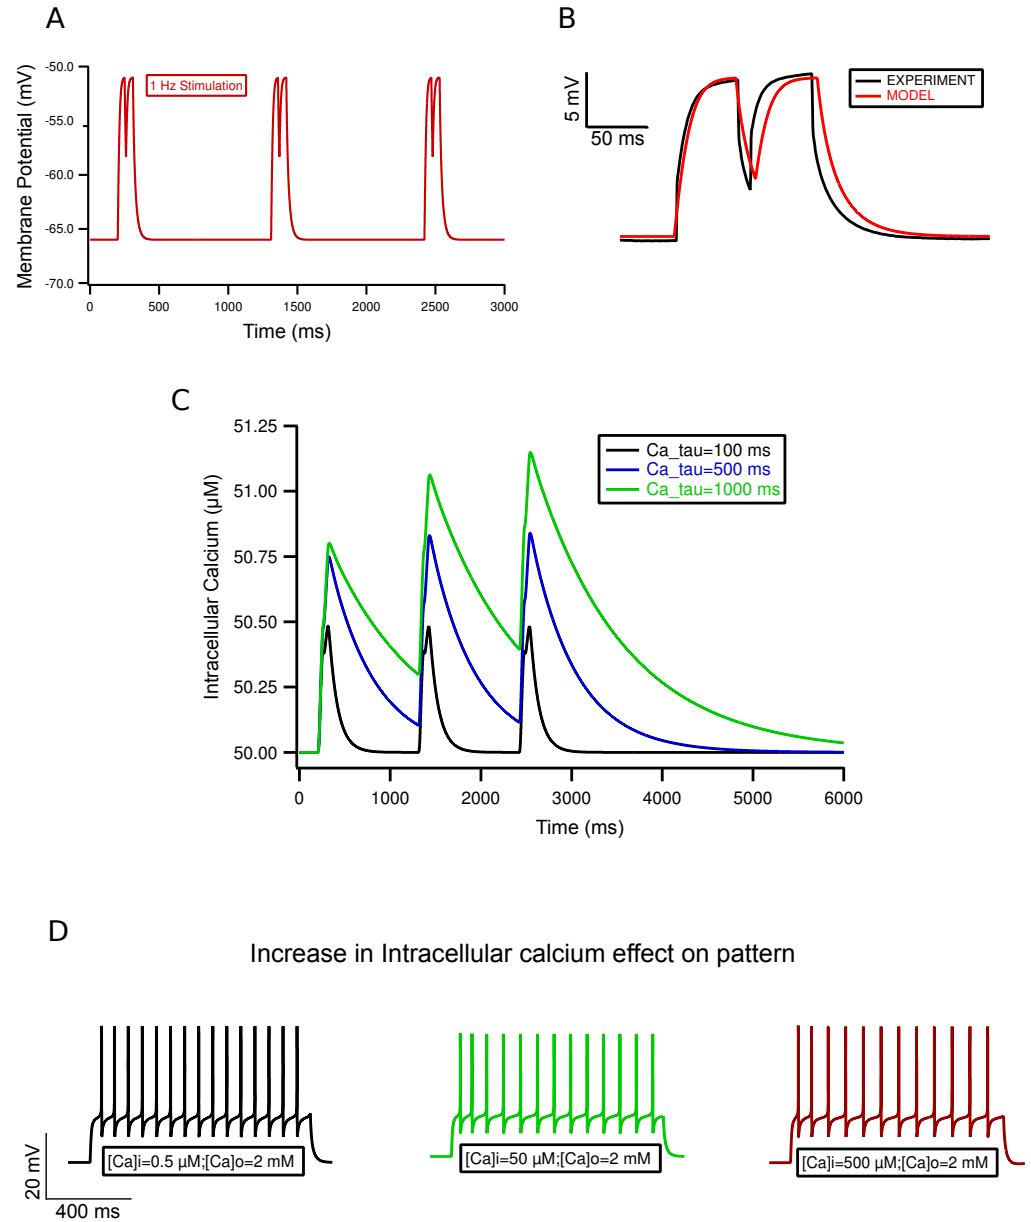 A
-50.0
-55.0
-60.0
-65.0
-70.0
Membrane Potential (mV)
1 Hz Stimulation
0 500 1000 1500 2000 2500 3000
Time (ms)
B
5 mV
50 ms
EXPERIMENT
MODEL
C
51.25
51.00
50.75
50.50
50.25
50.00
Intracellular Calcium (µM)
Ca_tau=100 ms
Ca_tau=500 ms
Ca_tau=1000 ms
0 1000 2000 3000 4000 5000 6000
Time (ms)
D
Increase in Intracellular calcium effect on pattern
[Ca]i=0.5 µM;[Ca]o=2 mM
[Ca]i=50 µM;[Ca]o=2 mM
[Ca]i=500 µM;[Ca]o=2 mM
20 mV
400 ms